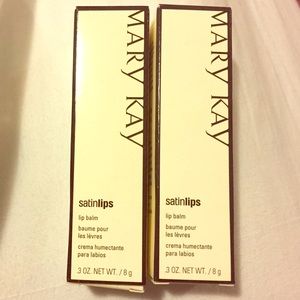 MARY KAY
satinlips
lip balm
baume pour
les lèvres
crema humectante
para labios
.3 OZ. NET WT. / 8 g
MARY KAY
satinlips
lip balm
baume pour
les lèvres
crema humectante
para labios
.3 OZ. NET WT. / 8 g